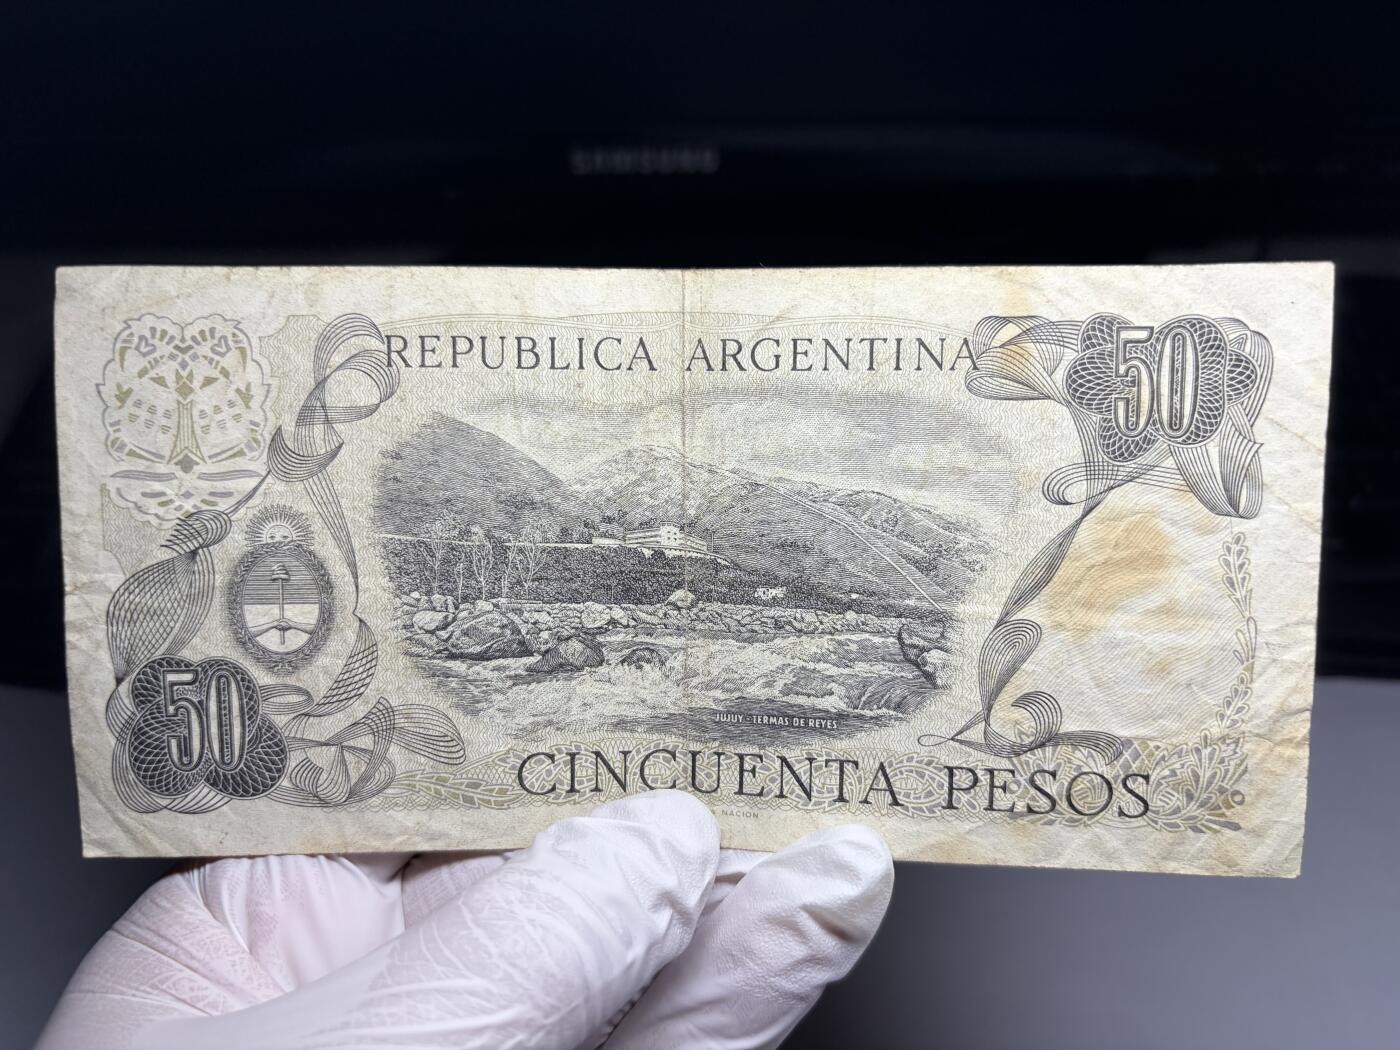 SAMSUNG
REPUBLICA ARGENTINA
50
JUJUY - TERMAS DE REYES
50
CINCUENTA PESOS
NACION